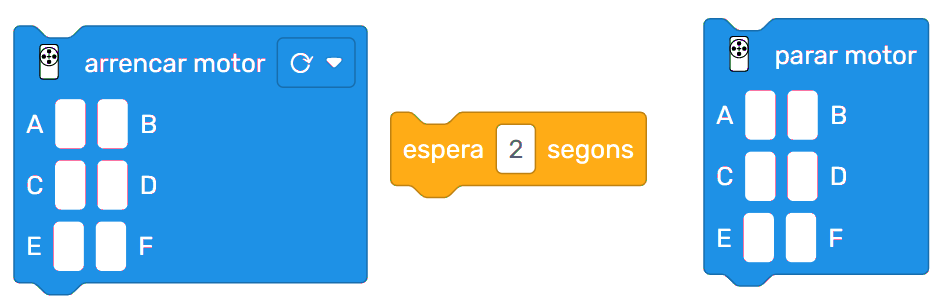 arrencar motor
A B
C D
E F
espera 2 segons
parar motor
A B
C D
E F